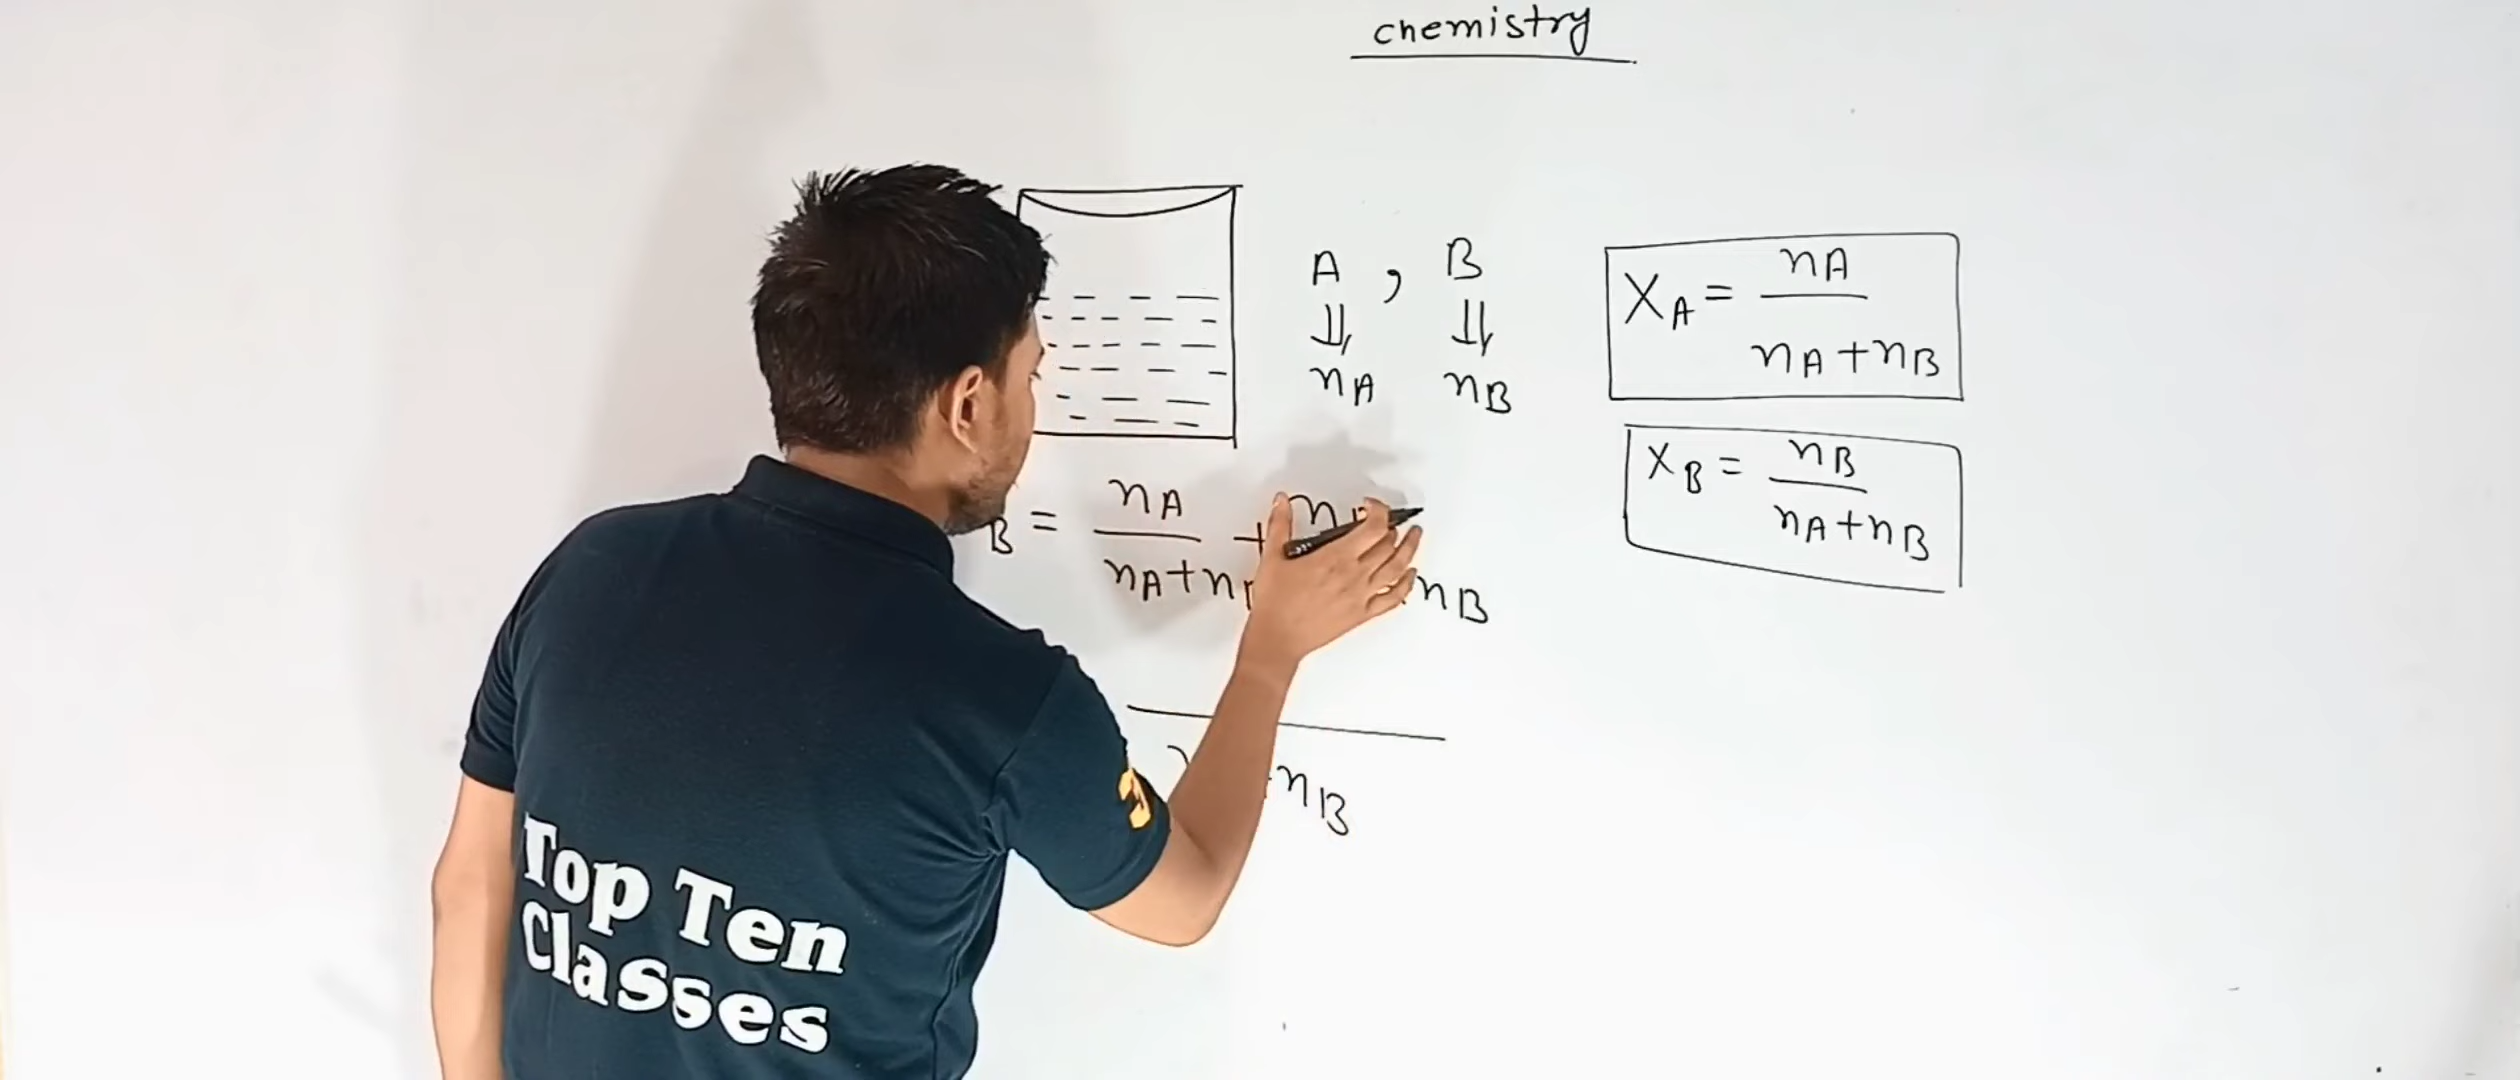 chemistry
A , B
⇓ ⇓
nA nB
XA = nA / nA+nB
XB = nB / nA+nB
B = nA / nA+n + n nB
+nB
Top Ten
Classes